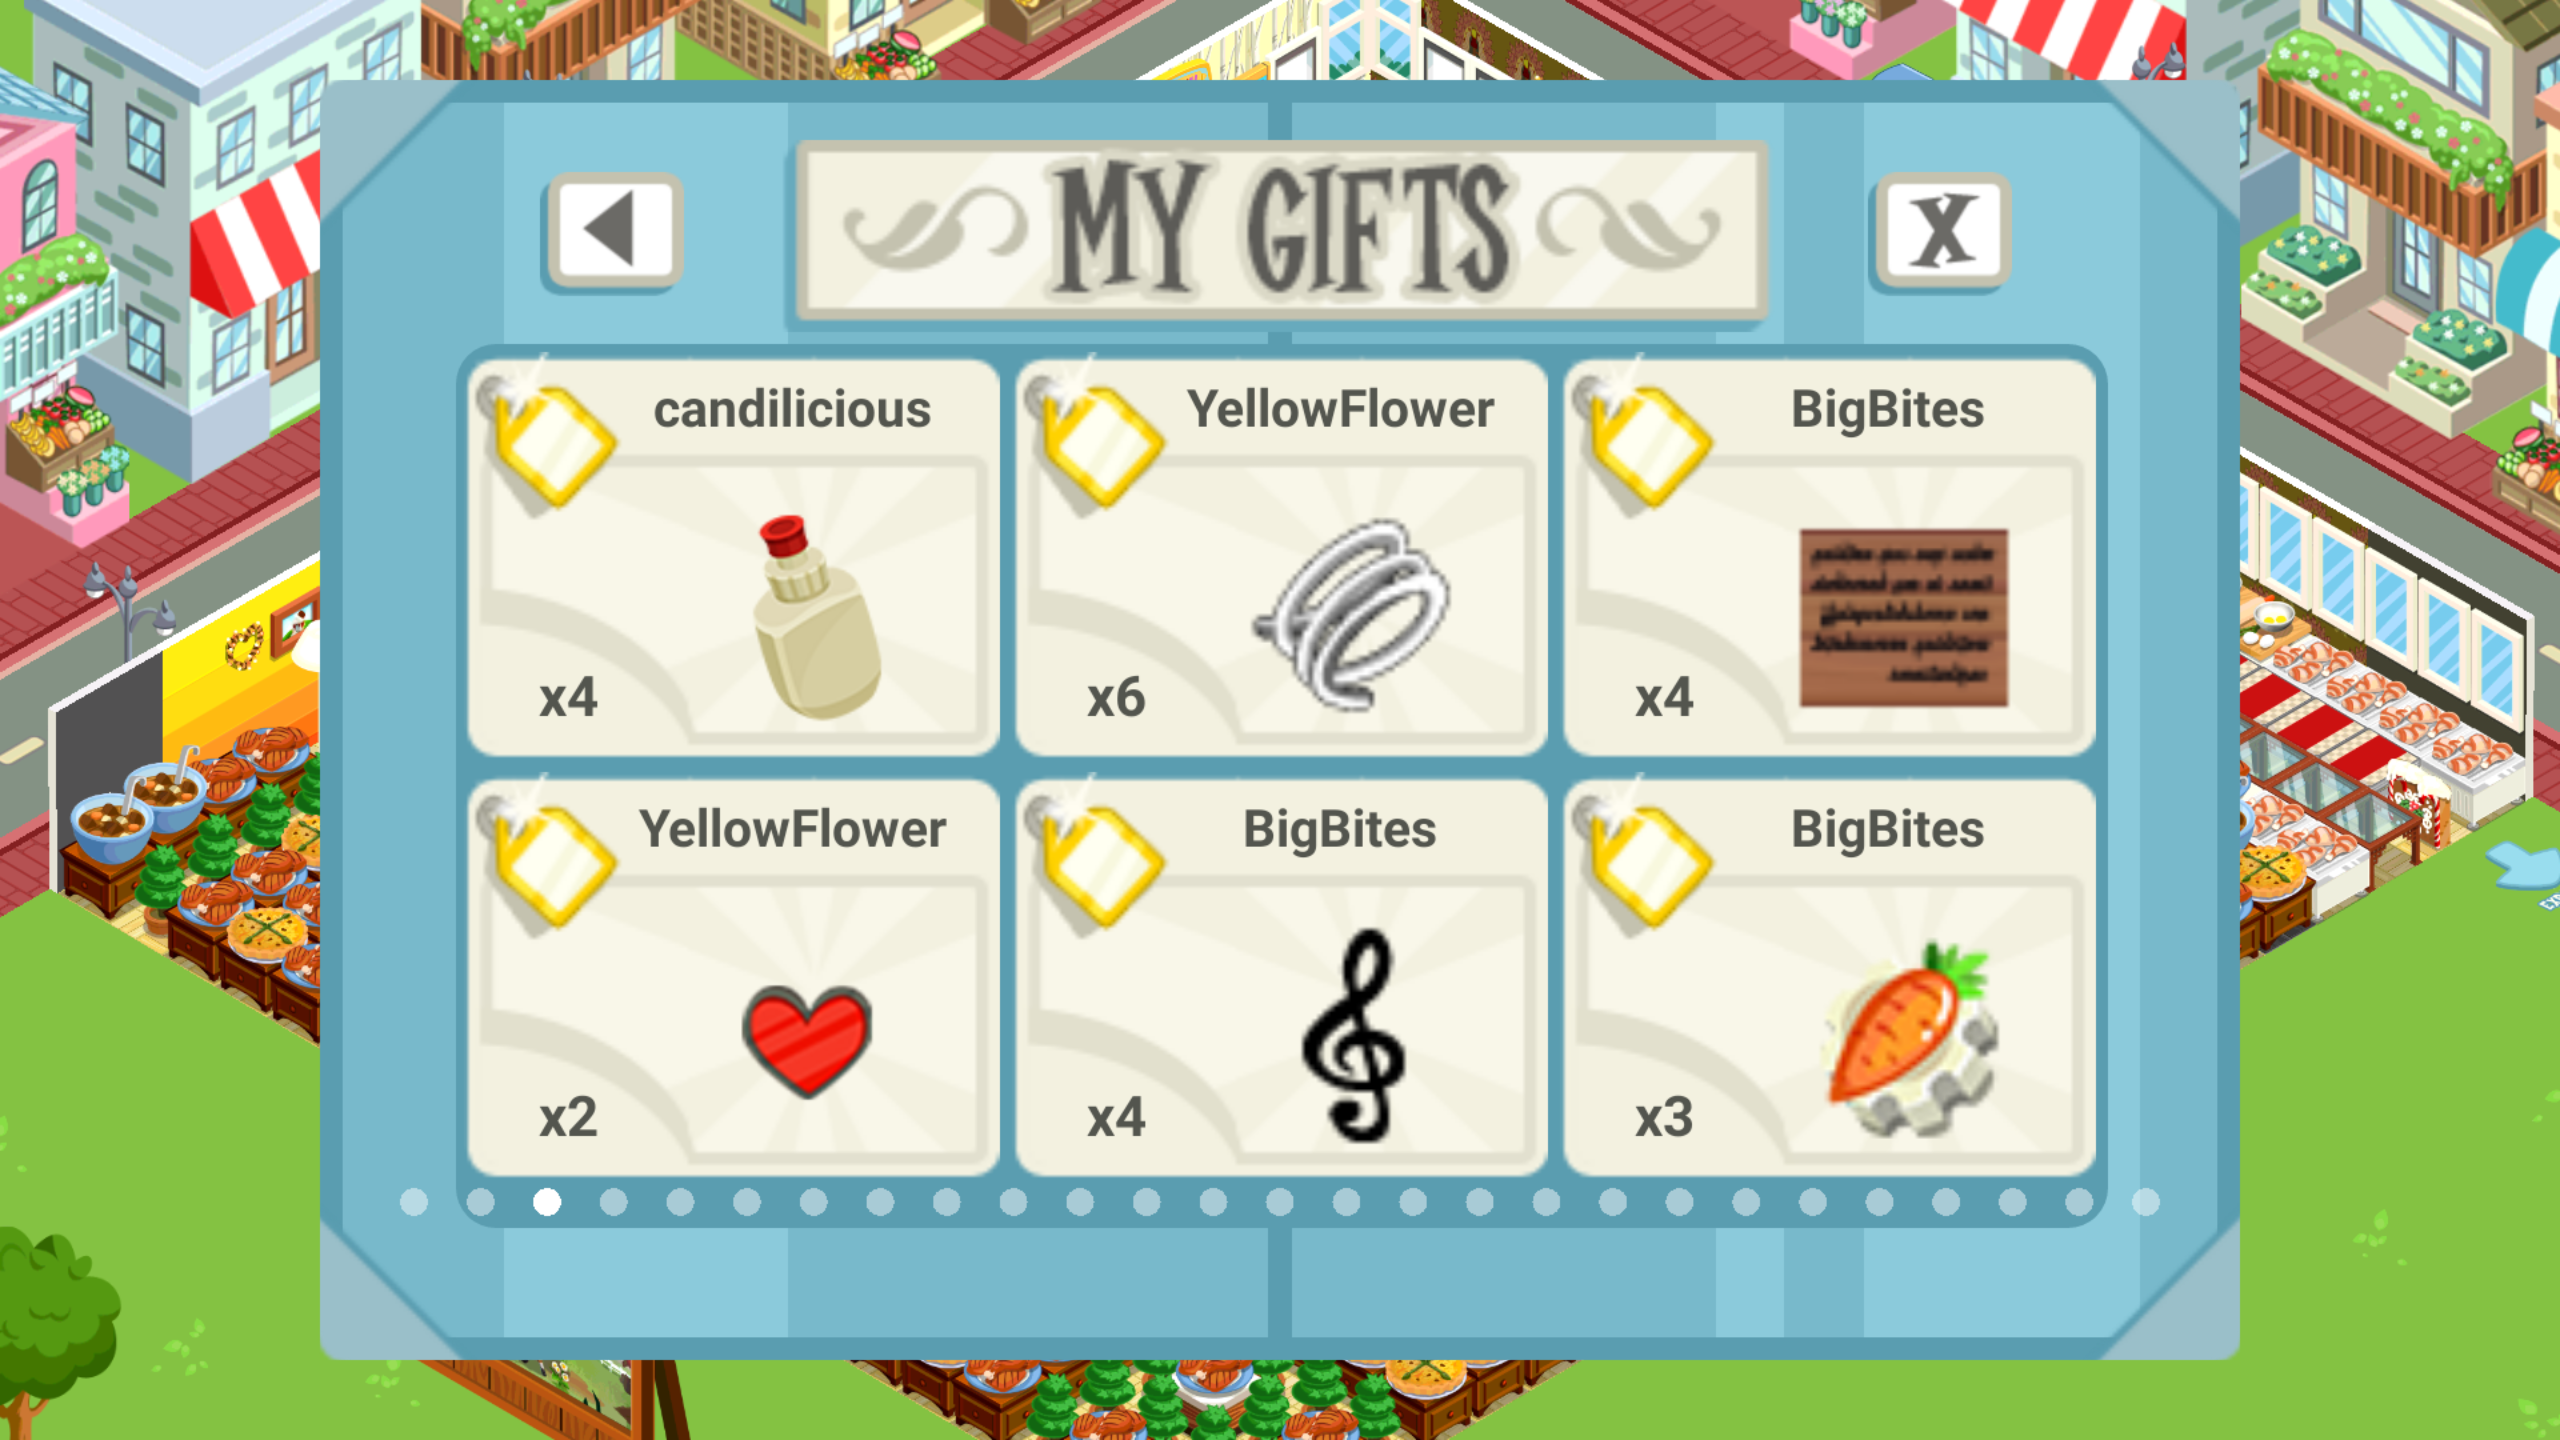 MY GIFTS
X
candilicious
YellowFlower
BigBites
x4
x6
x4
YellowFlower
BigBites
BigBites
x2
x4
x3